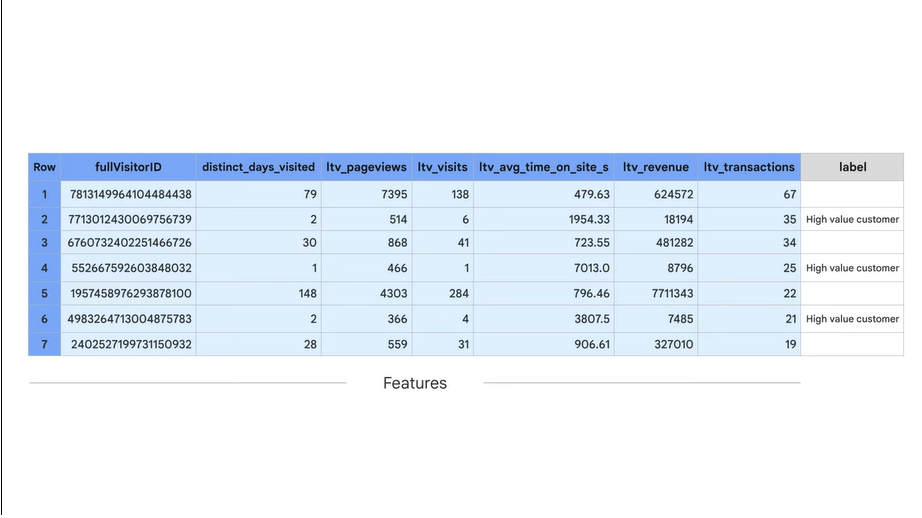 Row fullVisitorID distinct_days_visited ltv_pageviews ltv_visits ltv_avg_time_on_site_s ltv_revenue ltv_transactions label
1 7813149964104484438 79 7395 138 479.63 624572 67
2 7713012430069756739 2 514 6 1954.33 18194 35 High value customer
3 6760732402251466726 30 868 41 723.55 481282 34
4 552667592603848032 1 466 1 7013.0 8796 25 High value customer
5 1957458976293878100 148 4303 284 796.46 7711343 22
6 4983264713004875783 2 366 4 3807.5 7485 21 High value customer
7 2402527199731150932 28 559 31 906.61 327010 19
Features